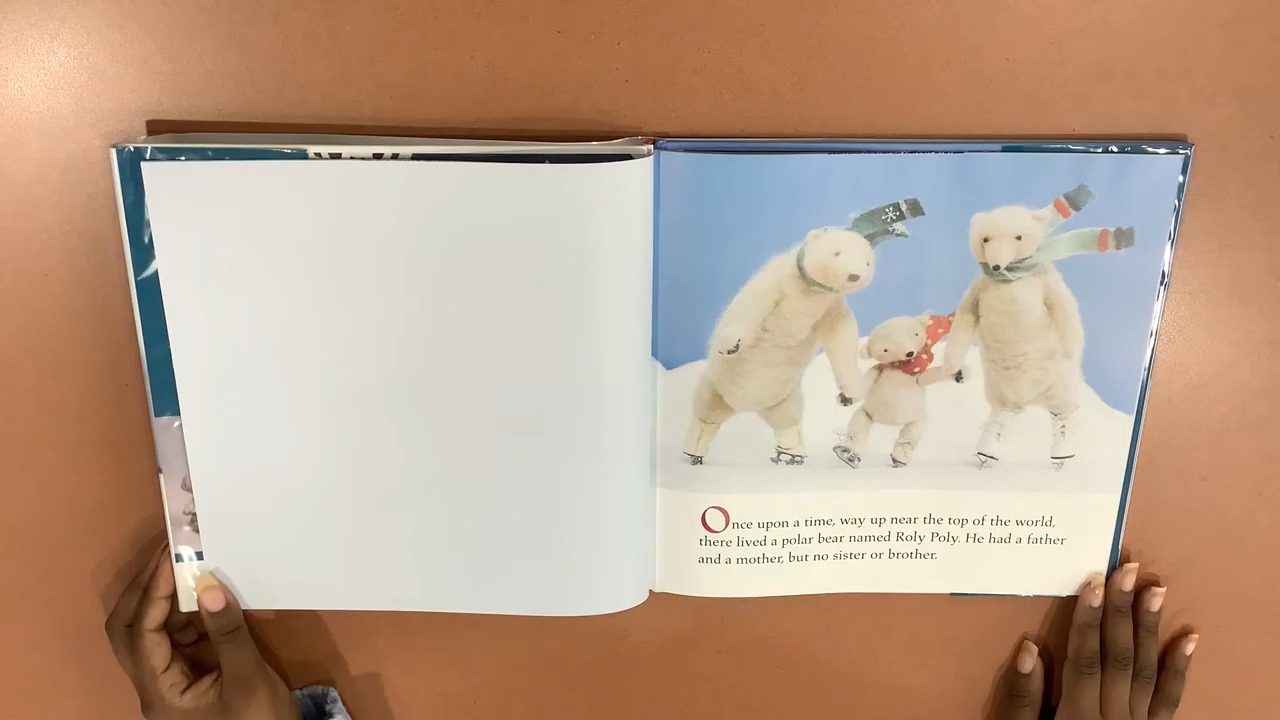 Once upon a time, way up near the top of the world,
there lived a polar bear named Roly Poly. He had a father
and a mother, but no sister or brother.